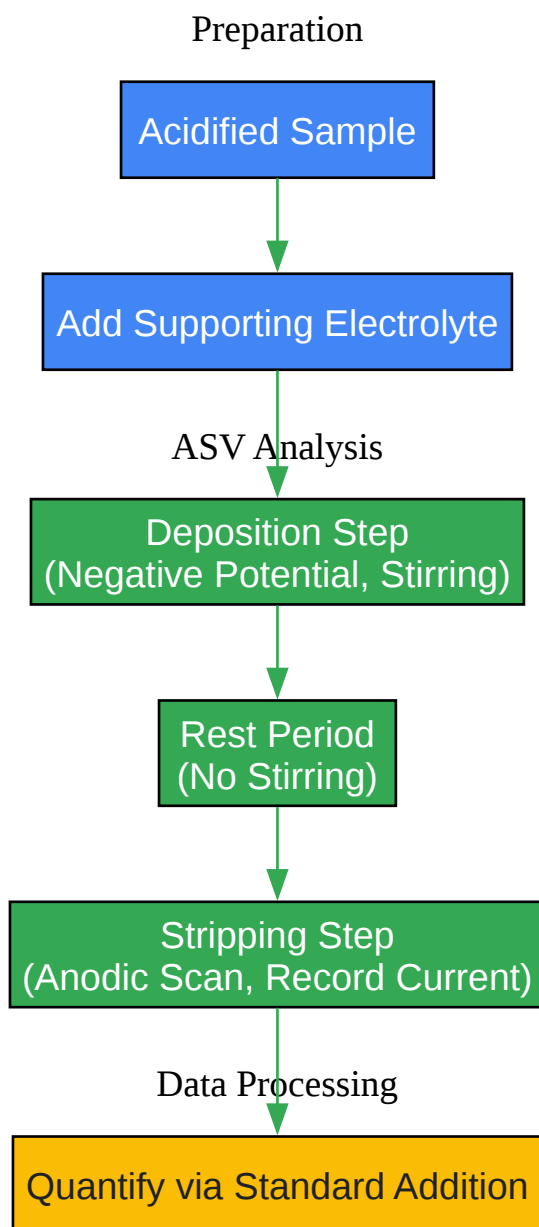 Preparation
Acidified Sample
Add Supporting Electrolyte
ASV Analysis
Deposition Step
(Negative Potential, Stirring)
Rest Period
(No Stirring)
Stripping Step
(Anodic Scan, Record Current)
Data Processing
Quantify via Standard Addition